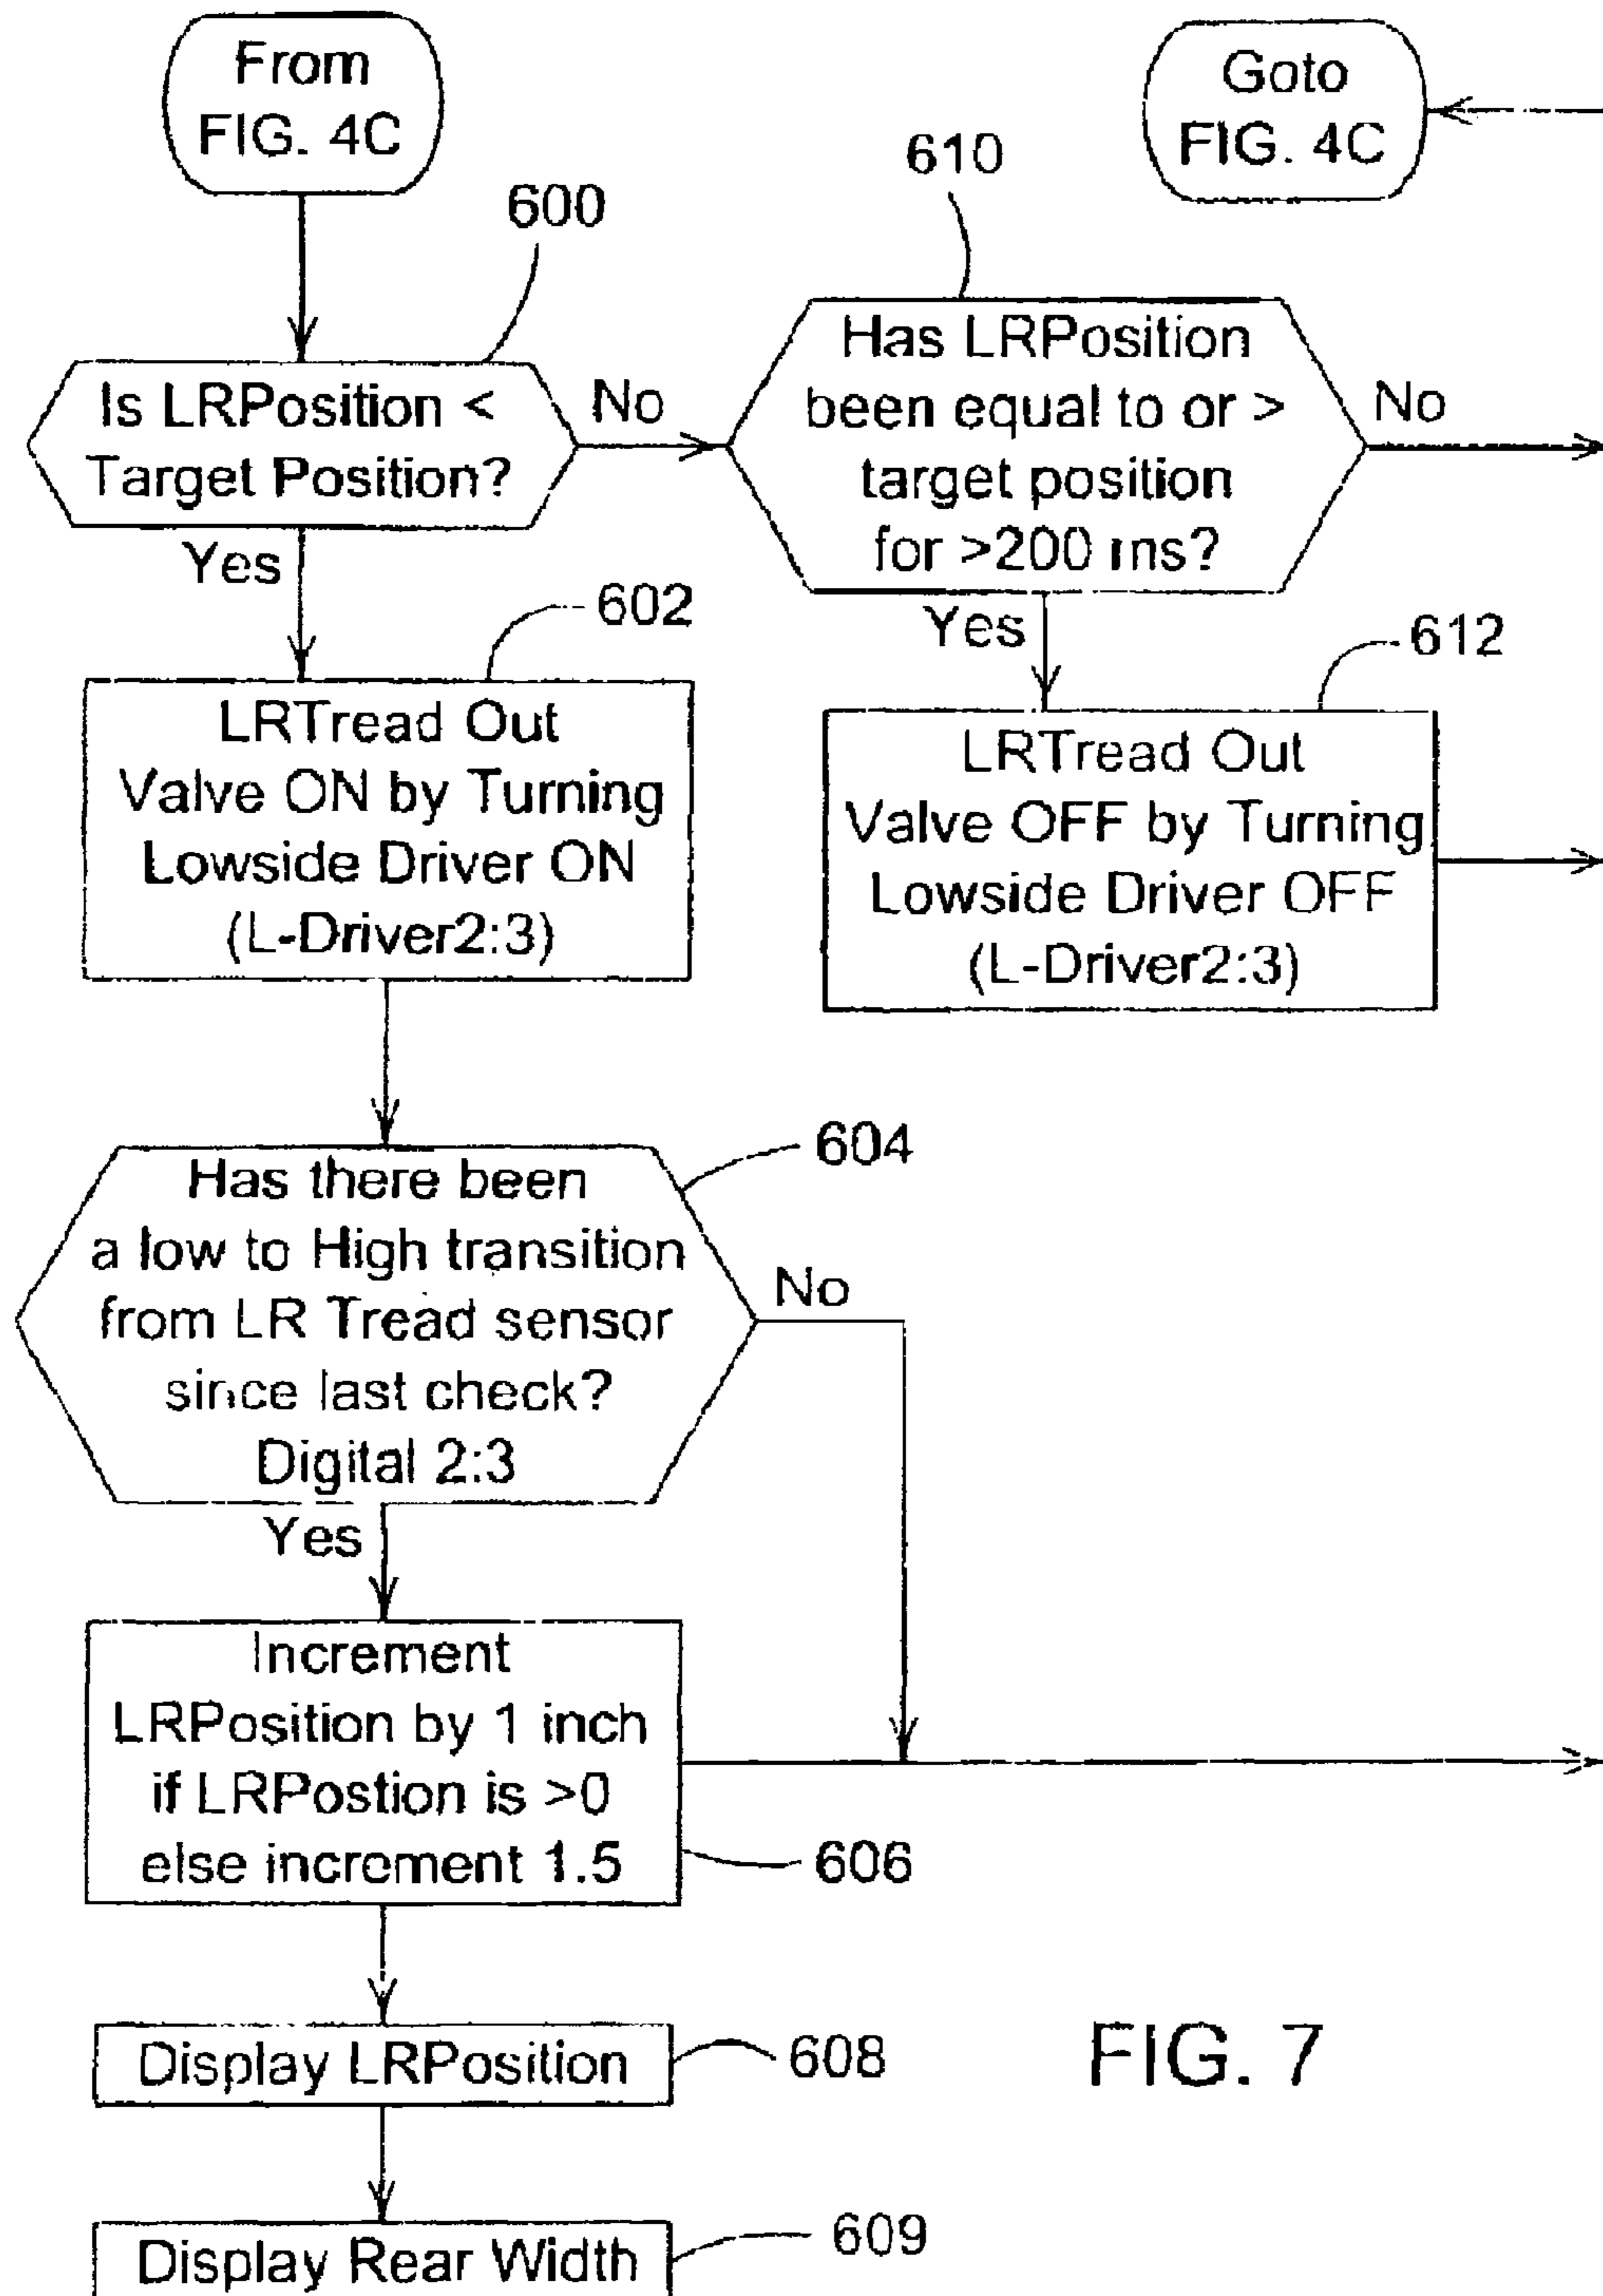 From
FIG. 4C
Goto
FIG. 4C
600
610
Is LRPosition <
Target Position?
No
Has LRPosition
been equal to or >
target position
for >200 ms?
No
Yes
602
Yes
612
LRTread Out
Valve ON by Turning
Lowside Driver ON
(L-Driver2:3)
LRTread Out
Valve OFF by Turning
Lowside Driver OFF
(L-Driver2:3)
604
Has there been
a low to High transition
from LR Tread sensor
since last check?
Digital 2:3
No
Yes
Increment
LRPosition by 1 inch
if LRPostion is >0
else increment 1.5
606
Display LRPosition
608
FIG. 7
Display Rear Width
609